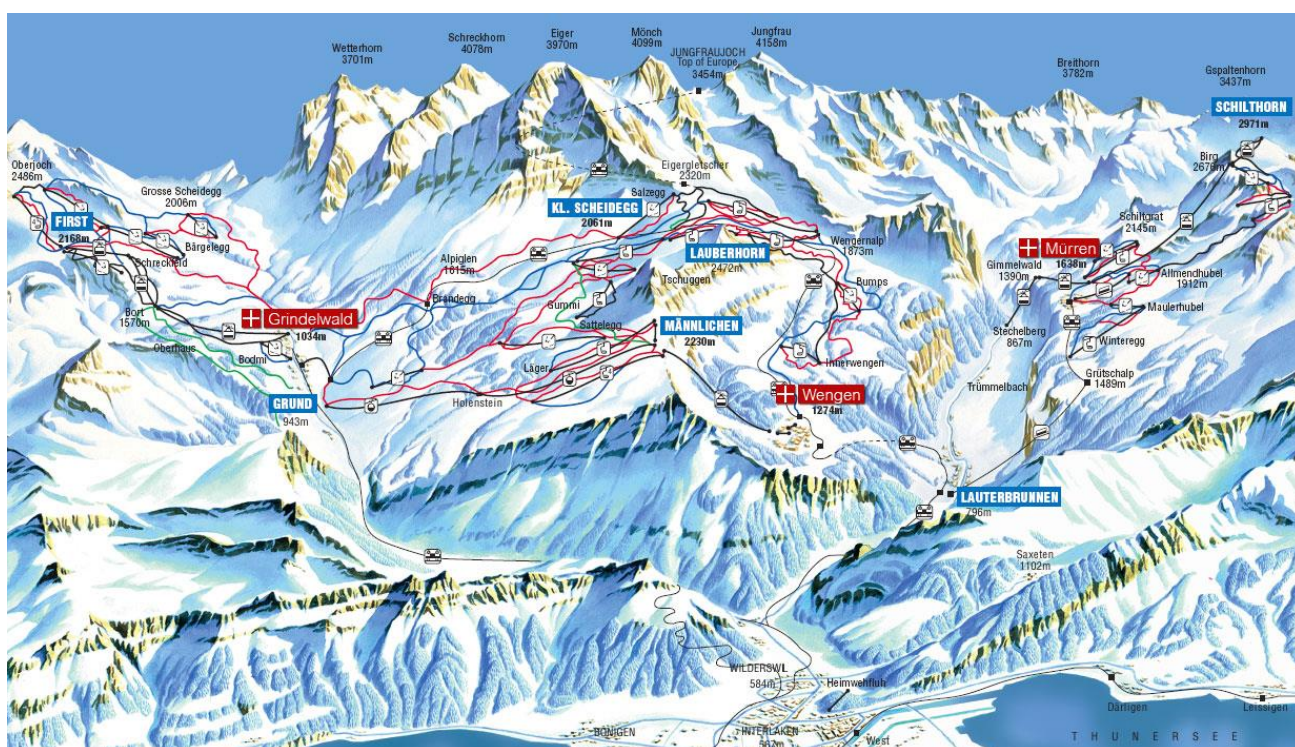 Wetterhorn
3701m
Schreckhorn
4078m
Eiger
3970m
Mönch
4099m
Jungfrau
4158m
JUNGFRAUJOCH
Top of Europe
3454m
Breithorn
3782m
Gspaltenhorn
3437m
SCHILTHORN
2971m
Oberjoch
2486m
Grosse Scheidegg
2006m
FIRST
2168m
Bärgelegg
Schreckfeld
Bort
1570m
Oberhaus
Bodmi
Grindelwald
1034m
GRUND
943m
Eigergletscher
2320m
Salzegg
KL. SCHEIDEGG
2061m
Alpiglen
1615m
Brandegg
LAUBERHORN
2472m
Wengernalp
1873m
Tschuggen
Bumps
Gummi
Sattelegg
MÄNNLICHEN
2230m
Läger
Holenstein
Innerwengen
Wengen
1274m
Birg
2676m
Schiltgrat
2145m
Mürren
1638m
Gimmelwald
1390m
Allmendhubel
1912m
Maulerhubel
Stechelberg
867m
Winteregg
Trümmelbach
Grütschalp
1489m
LAUTERBRUNNEN
796m
Saxeten
1102m
WILDERSWIL
584m
Heimwehfluh
BÖNIGEN
INTERLAKEN
567m
West
Därligen
Leissigen
THUNERSEE